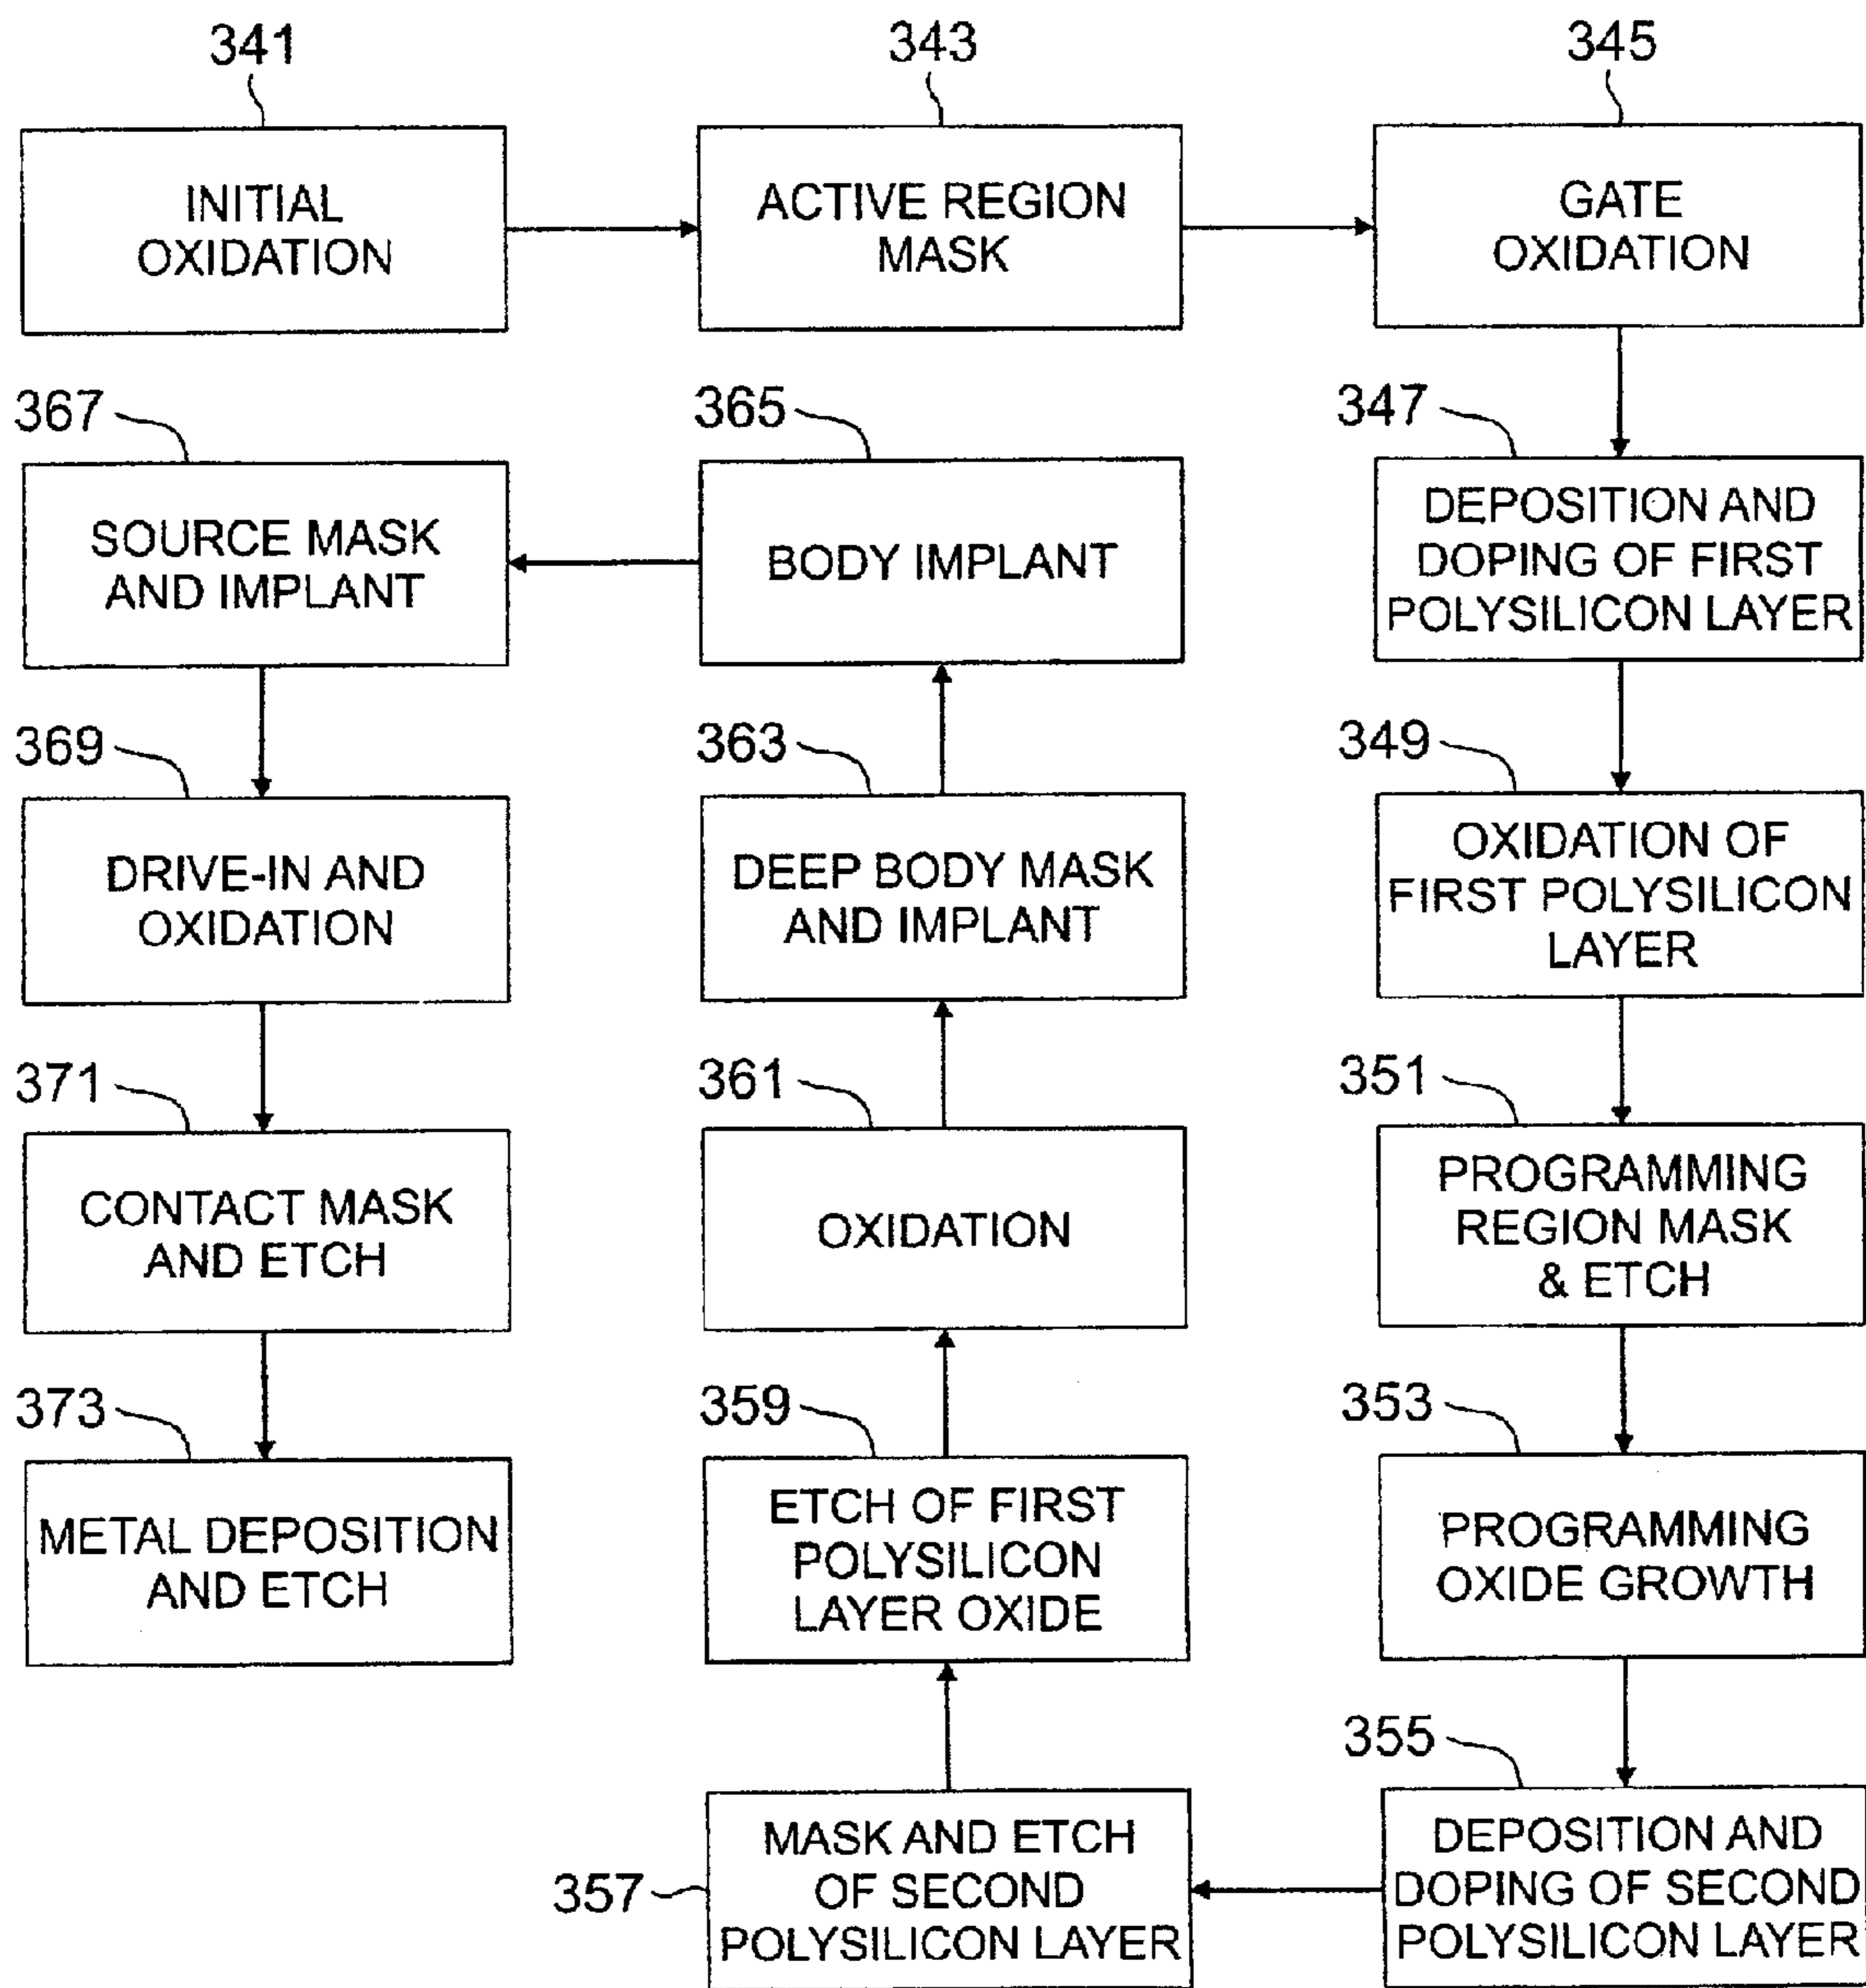 341
INITIAL
OXIDATION
343
ACTIVE REGION
MASK
345
GATE
OXIDATION
347
DEPOSITION AND
DOPING OF FIRST
POLYSILICON LAYER
349
OXIDATION OF
FIRST POLYSILICON
LAYER
351
PROGRAMMING
REGION MASK
& ETCH
353
PROGRAMMING
OXIDE GROWTH
355
DEPOSITION AND
DOPING OF SECOND
POLYSILICON LAYER
357
MASK AND ETCH
OF SECOND
POLYSILICON LAYER
359
ETCH OF FIRST
POLYSILICON
LAYER OXIDE
361
OXIDATION
363
DEEP BODY MASK
AND IMPLANT
365
BODY IMPLANT
367
SOURCE MASK
AND IMPLANT
369
DRIVE-IN AND
OXIDATION
371
CONTACT MASK
AND ETCH
373
METAL DEPOSITION
AND ETCH